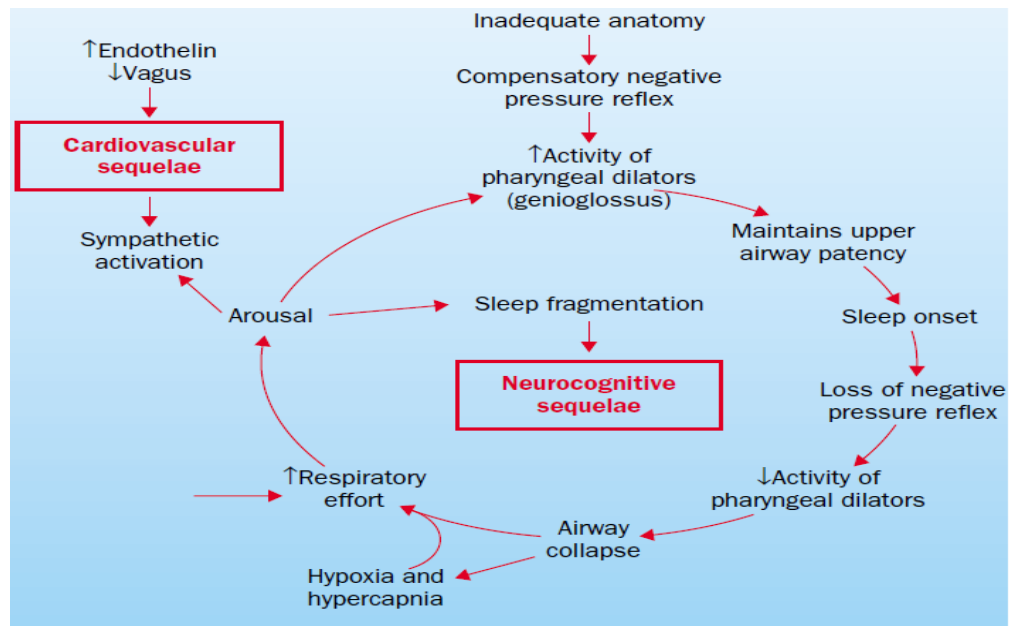 Inadequate anatomy
↑Endothelin
↓Vagus
Compensatory negative
pressure reflex
Cardiovascular
sequelae
↑Activity of
pharyngeal dilators
(genioglossus)
Sympathetic
activation
Maintains upper
airway patency
Arousal
Sleep fragmentation
Sleep onset
Neurocognitive
sequelae
Loss of negative
pressure reflex
↑Respiratory
effort
↓Activity of
pharyngeal dilators
Airway
collapse
Hypoxia and
hypercapnia